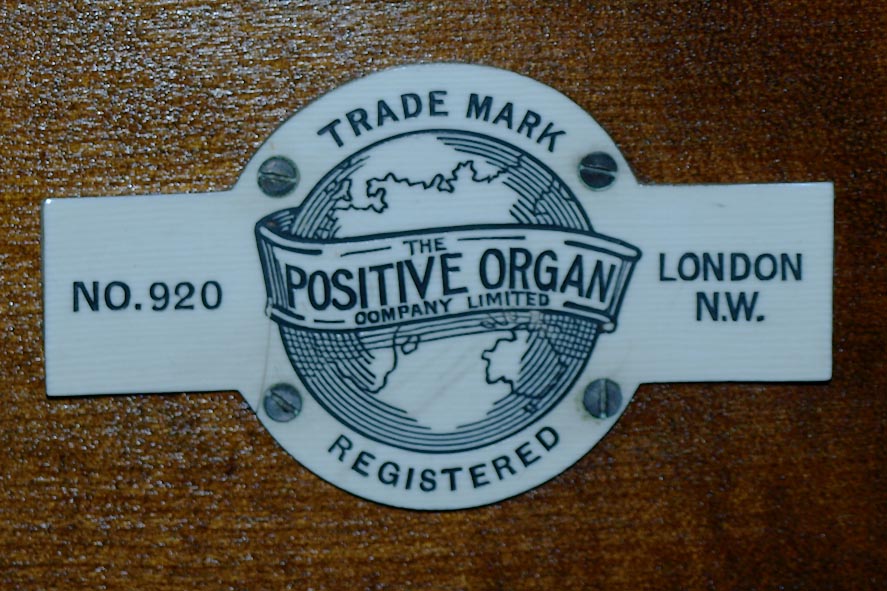 TRADE MARK
THE
POSITIVE ORGAN
COMPANY LIMITED
NO. 920
LONDON
N.W.
REGISTERED